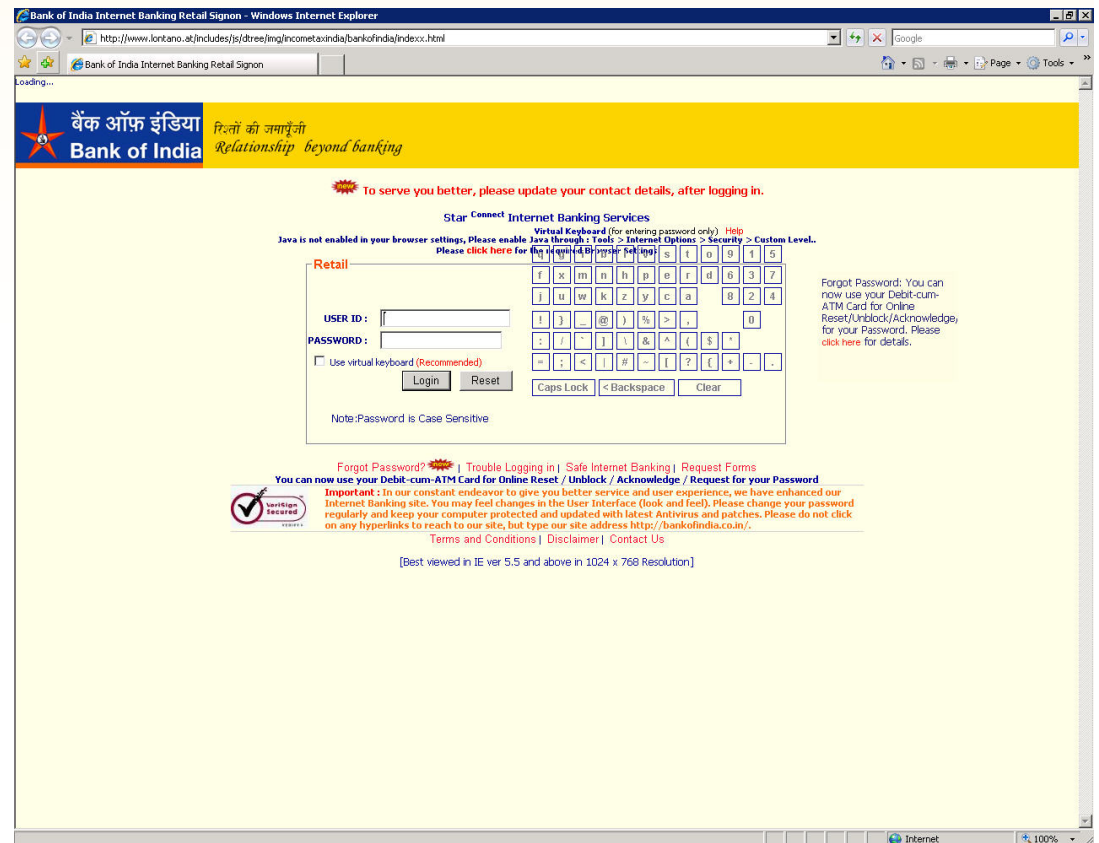 Bank of India Internet Banking Retail Signon - Windows Internet Explorer
http://www.lontano.at/includes/js/dtree/img/incometaxindia/bankofindia/indexx.html
Google
Bank of India Internet Banking Retail Signon
Page
Tools
Loading...
बैंक ऑफ़ इंडिया
Bank of India
रिश्तों की जमापूँजी
Relationship beyond banking
new To serve you better, please update your contact details, after logging in.
Star Connect Internet Banking Services
Virtual Keyboard (for entering password only) Help
Java is not enabled in your browser settings, Please enable Java through : Tools > Internet Options > Security > Custom Level..
Please click here for the required Browser Settings
Retail
s t o 9 1 5
f x m n h p e r d 6 3 7
j u w k z y c a 8 2 4
USER ID :
! } _ @ ) % > , 0
PASSWORD :
: / ` ] \ & ^ ( $ "
Use virtual keyboard (Recommended)
= ; < | # ~ [ ? { + - .
Login Reset
Caps Lock < Backspace Clear
Note:Password is Case Sensitive
Forgot Password: You can
now use your Debit-cum-
ATM Card for Online
Reset/Unblock/Acknowledge,
for your Password. Please
click here for details.
Forgot Password? new | Trouble Logging in | Safe Internet Banking | Request Forms
You can now use your Debit-cum-ATM Card for Online Reset / Unblock / Acknowledge / Request for your Password
VeriSign
Secured
Important : In our constant endeavor to give you better service and user experience, we have enhanced our
Internet Banking site. You may feel changes in the User Interface (look and feel). Please change your password
regularly and keep your computer protected and updated with latest Antivirus and patches. Please do not click
on any hyperlinks to reach to our site, but type our site address http://bankofindia.co.in/.
Terms and Conditions | Disclaimer | Contact Us
[Best viewed in IE ver 5.5 and above in 1024 x 768 Resolution]
Internet
100%